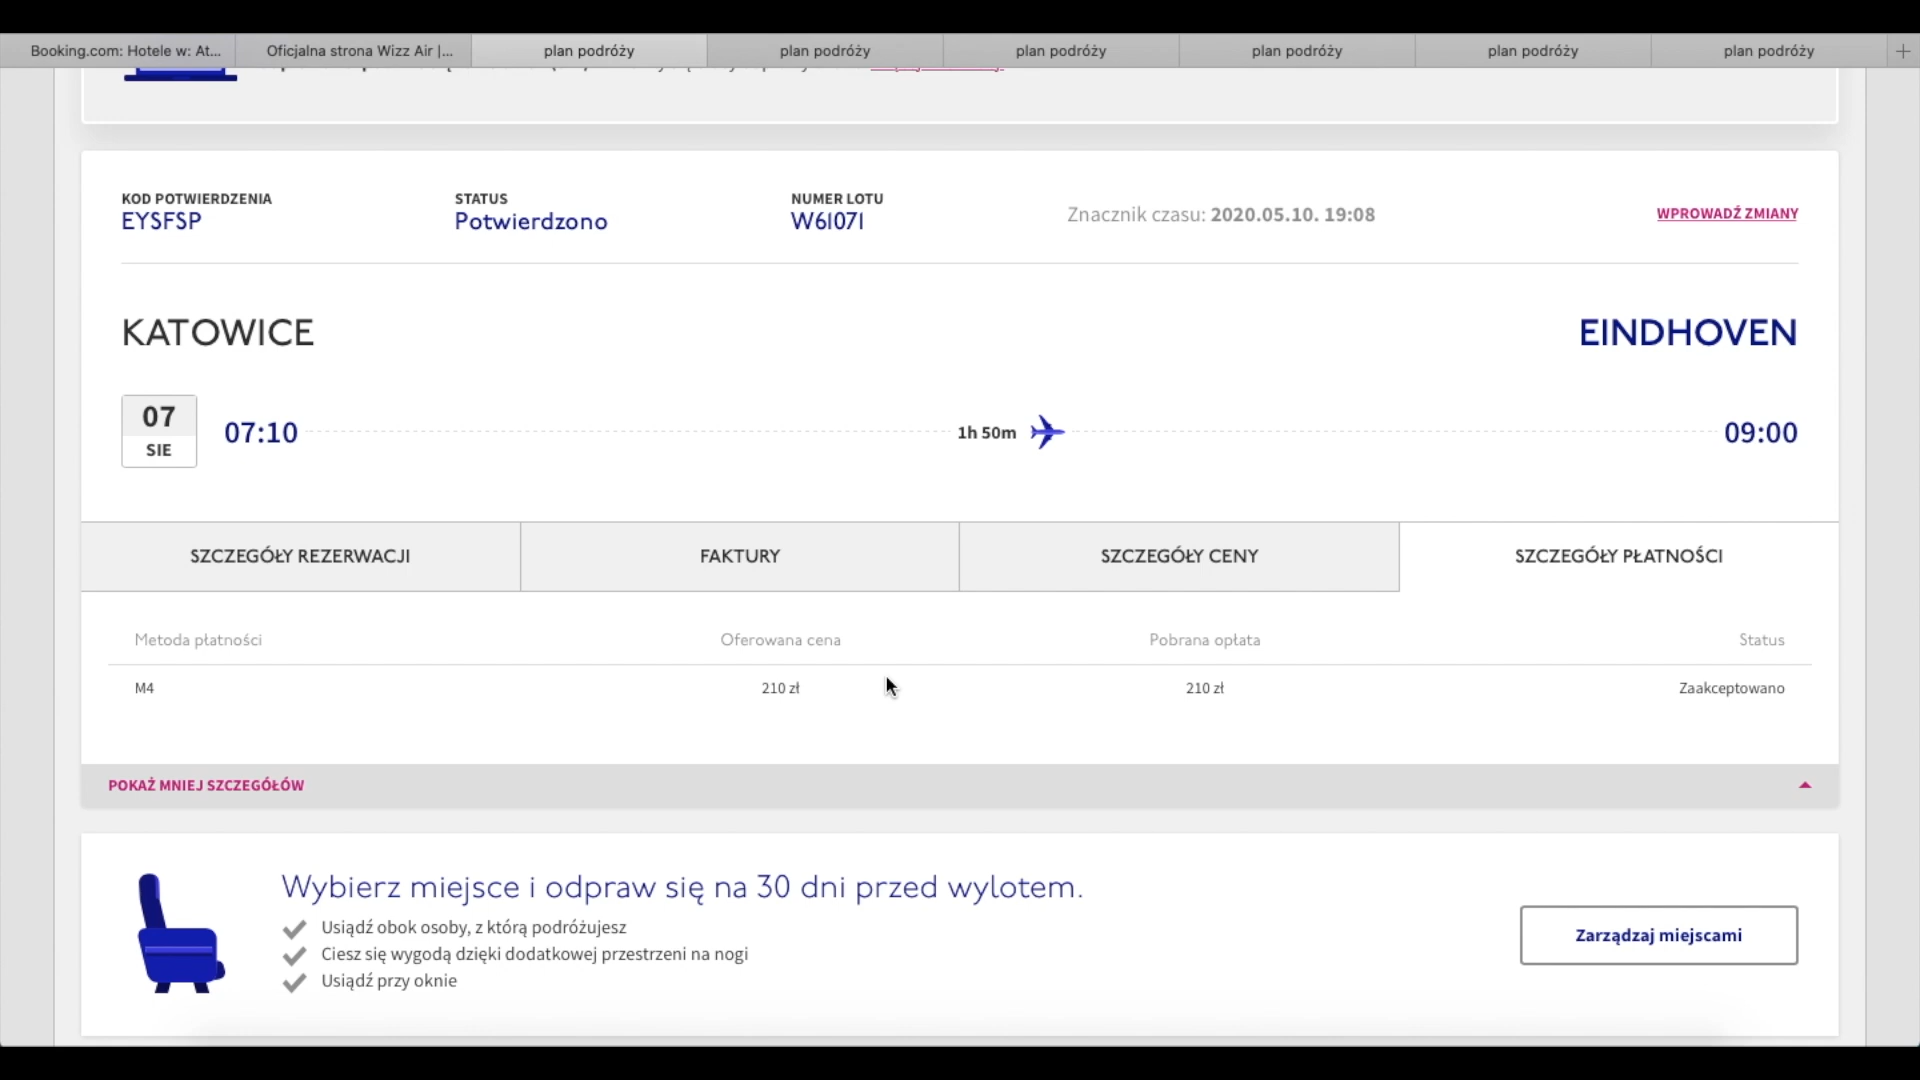 Booking.com: Hotele w: At...
Oficjalna strona Wizz Air |...
plan podróży
plan podróży
plan podróży
plan podróży
plan podróży
plan podróży
KOD POTWIERDZENIA
EYSFSP
STATUS
Potwierdzono
NUMER LOTU
W61071
Znacznik czasu: 2020.05.10. 19:08
WPROWADŹ ZMIANY
KATOWICE
EINDHOVEN
07
SIE
07:10
1h 50m
09:00
SZCZEGÓŁY REZERWACJI
FAKTURY
SZCZEGÓŁY CENY
SZCZEGÓŁY PŁATNOŚCI
Metoda płatności
Oferowana cena
Pobrana opłata
Status
M4
210 zł
210 zł
Zaakceptowano
POKAŻ MNIEJ SZCZEGÓŁÓW
Wybierz miejsce i odpraw się na 30 dni przed wylotem.
Usiądź obok osoby, z którą podróżujesz
Ciesz się wygodą dzięki dodatkowej przestrzeni na nogi
Usiądź przy oknie
Zarządzaj miejscami